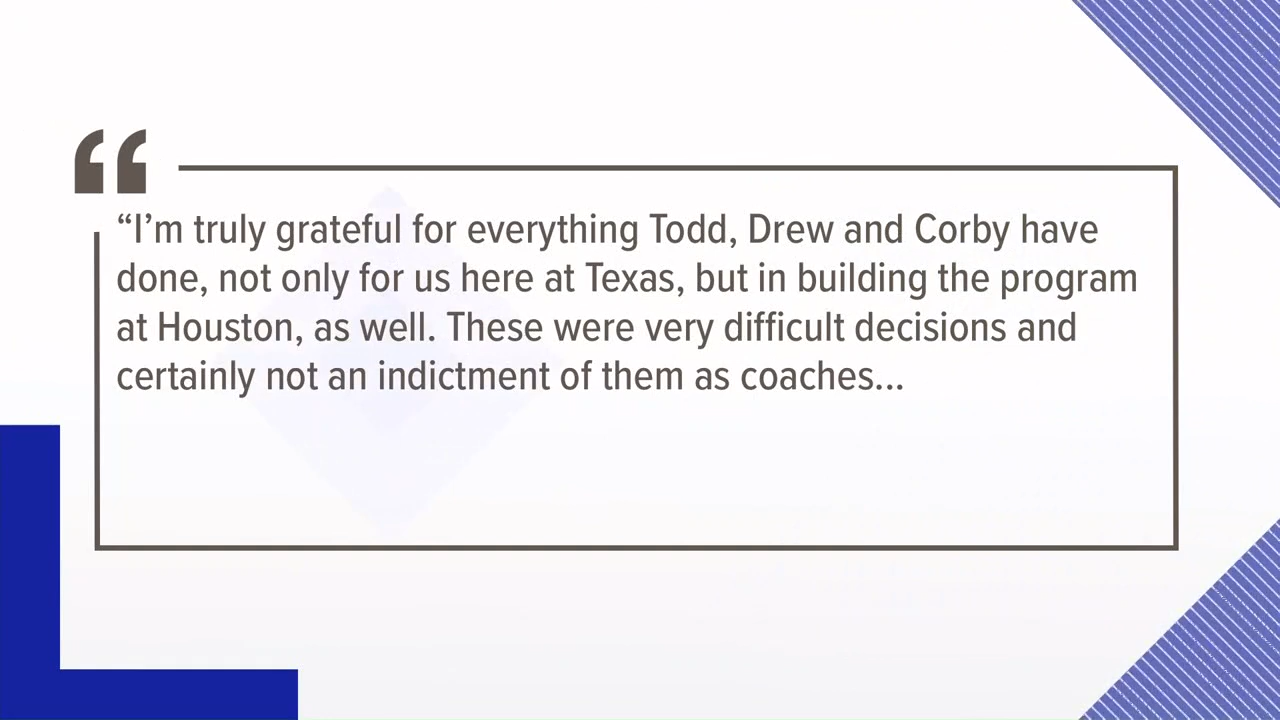 “I’m truly grateful for everything Todd, Drew and Corby have
done, not only for us here at Texas, but in building the program
at Houston, as well. These were very difficult decisions and
certainly not an indictment of them as coaches...